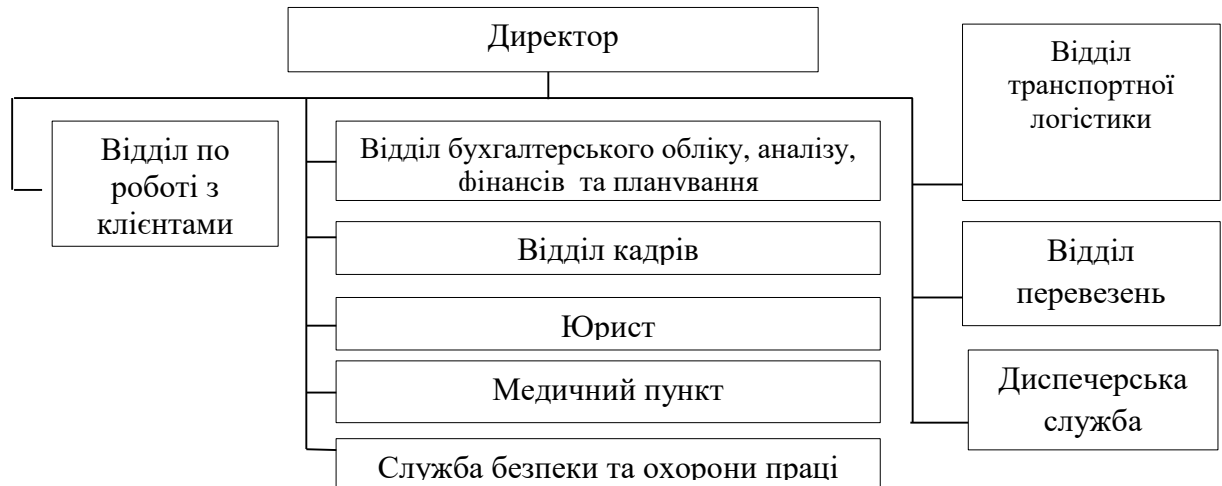 Директор
Відділ по
роботі з
клієнтами
Відділ бухгалтерського обліку, аналізу,
фінансів та планування
Відділ кадрів
Юрист
Медичний пункт
Служба безпеки та охорони праці
Відділ
транспортної
логістики
Відділ
перевезень
Диспечерська
служба